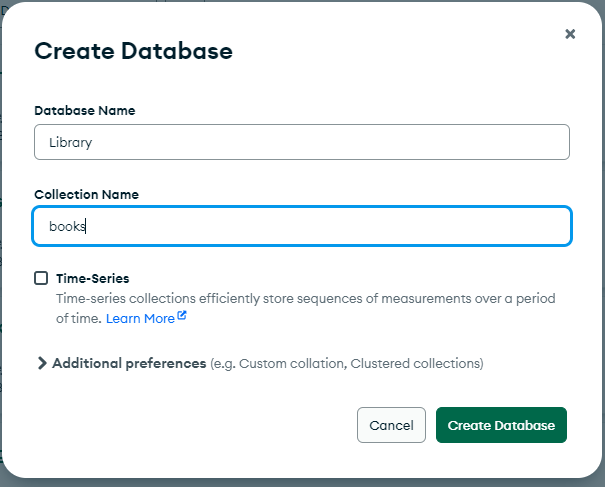 Create Database
Database Name
Library
Collection Name
books
Time-Series
Time-series collections efficiently store sequences of measurements over a period
of time. Learn More
Additional preferences (e.g. Custom collation, Clustered collections)
Cancel
Create Database